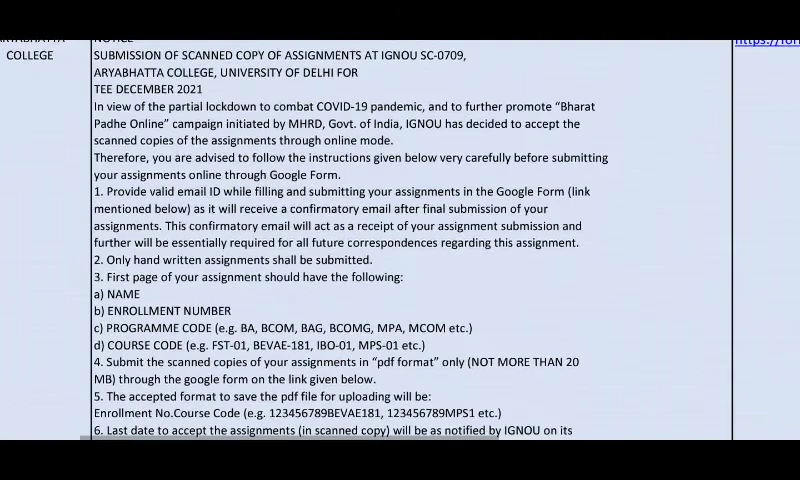 COLLEGE
NOTICE
SUBMISSION OF SCANNED COPY OF ASSIGNMENTS AT IGNOU SC-0709,
ARYABHATTA COLLEGE, UNIVERSITY OF DELHI FOR
TEE DECEMBER 2021
In view of the partial lockdown to combat COVID-19 pandemic, and to further promote “Bharat
Padhe Online” campaign initiated by MHRD, Govt. of India, IGNOU has decided to accept the
scanned copies of the assignments through online mode.
Therefore, you are advised to follow the instructions given below very carefully before submitting
your assignments online through Google Form.
1. Provide valid email ID while filling and submitting your assignments in the Google Form (link
mentioned below) as it will receive a confirmatory email after final submission of your
assignments. This confirmatory email will act as a receipt of your assignment submission and
further will be essentially required for all future correspondences regarding this assignment.
2. Only hand written assignments shall be submitted.
3. First page of your assignment should have the following:
a) NAME
b) ENROLLMENT NUMBER
c) PROGRAMME CODE (e.g. BA, BCOM, BAG, BCOMG, MPA, MCOM etc.)
d) COURSE CODE (e.g. FST-01, BEVAE-181, IBO-01, MPS-01 etc.)
4. Submit the scanned copies of your assignments in “pdf format” only (NOT MORE THAN 20
MB) through the google form on the link given below.
5. The accepted format to save the pdf file for uploading will be:
Enrollment No.Course Code (e.g. 123456789BEVAE181, 123456789MPS1 etc.)
6. Last date to accept the assignments (in scanned copy) will be as notified by IGNOU on its